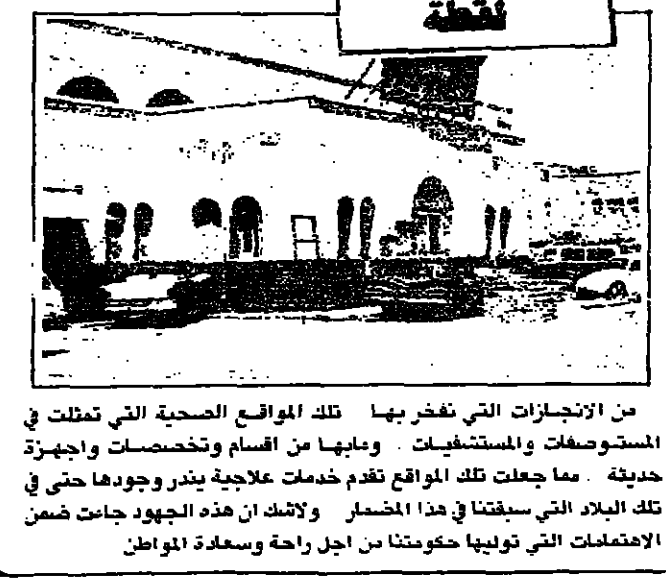 لقطة
من الانجازات التي نفخر بها تلك المواقع الصحية التي تمثلت في
المستوصفات والمستشفيات . ومابها من اقسام وتخصصات واجهزة
حديثة . مما جعلت تلك المواقع تقدم خدمات علاجية يندر وجودها حتى في
تلك البلاد التي سبقتنا في هذا المضمار ولاشك ان هذه الجهود جاءت ضمن
الاهتمامات التي توليها حكومتنا من اجل راحة وسعادة المواطن